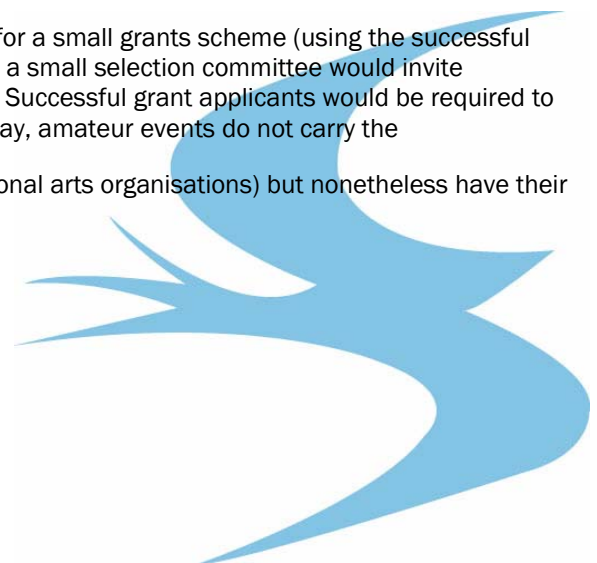 for a small grants scheme (using the successful
a small selection committee would invite
Successful grant applicants would be required to
ay, amateur events do not carry the
onal arts organisations) but nonetheless have their